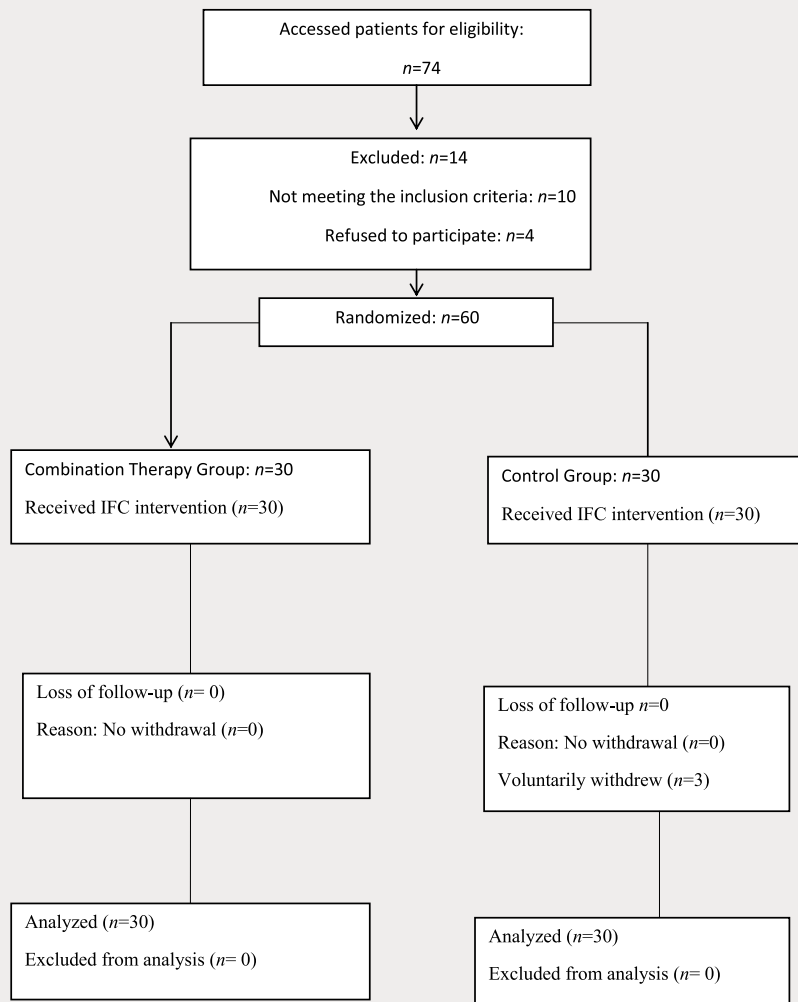 Accessed patients for eligibility:
n=74
Excluded: n=14
Not meeting the inclusion criteria: n=10
Refused to participate: n=4
Randomized: n=60
Combination Therapy Group: n=30
Received IFC intervention (n=30)
Control Group: n=30
Received IFC intervention (n=30)
Loss of follow-up (n= 0)
Reason: No withdrawal (n=0)
Loss of follow-up n=0
Reason: No withdrawal (n=0)
Voluntarily withdrew (n=3)
Analyzed (n=30)
Excluded from analysis (n= 0)
Analyzed (n=30)
Excluded from analysis (n= 0)